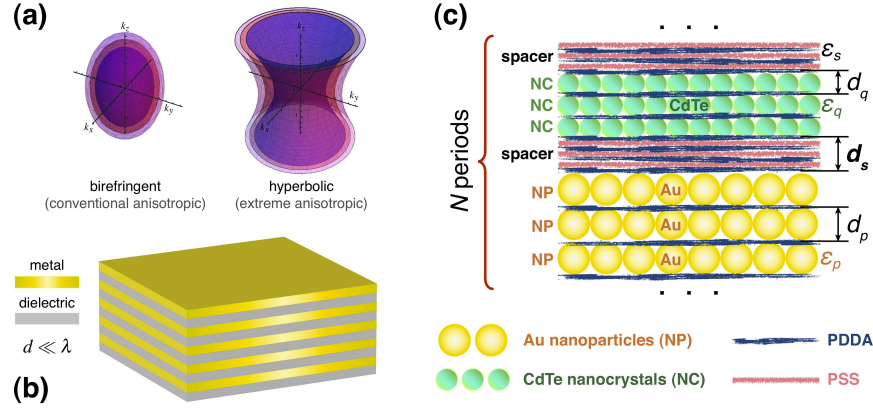 (a)
k_z
k_y
k_x
birefringent
(conventional anisotropic)
k_z
k_y
k_x
hyperbolic
(extreme anisotropic)
metal
dielectric
d ≪ λ
(b)
(c)
. . .
N periods
spacer
ε_s
NC
d_q
NC
CdTe
ε_q
NC
spacer
d_s
NP
Au
NP
Au
d_p
NP
Au
ε_p
. . .
Au nanoparticles (NP)
PDDA
CdTe nanocrystals (NC)
PSS